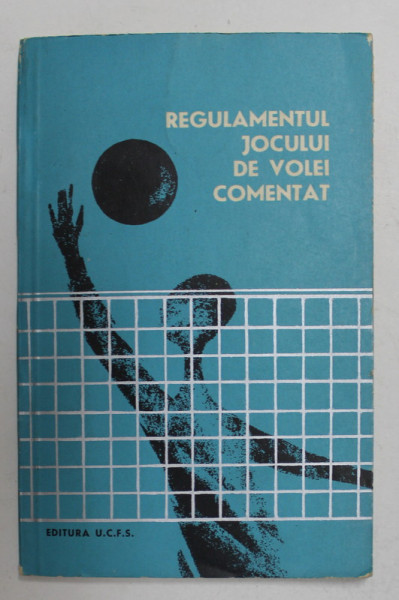 REGULAMENTUL
JOCULUI
DE VOLEI
COMENTAT
EDITURA U.C.F.S.